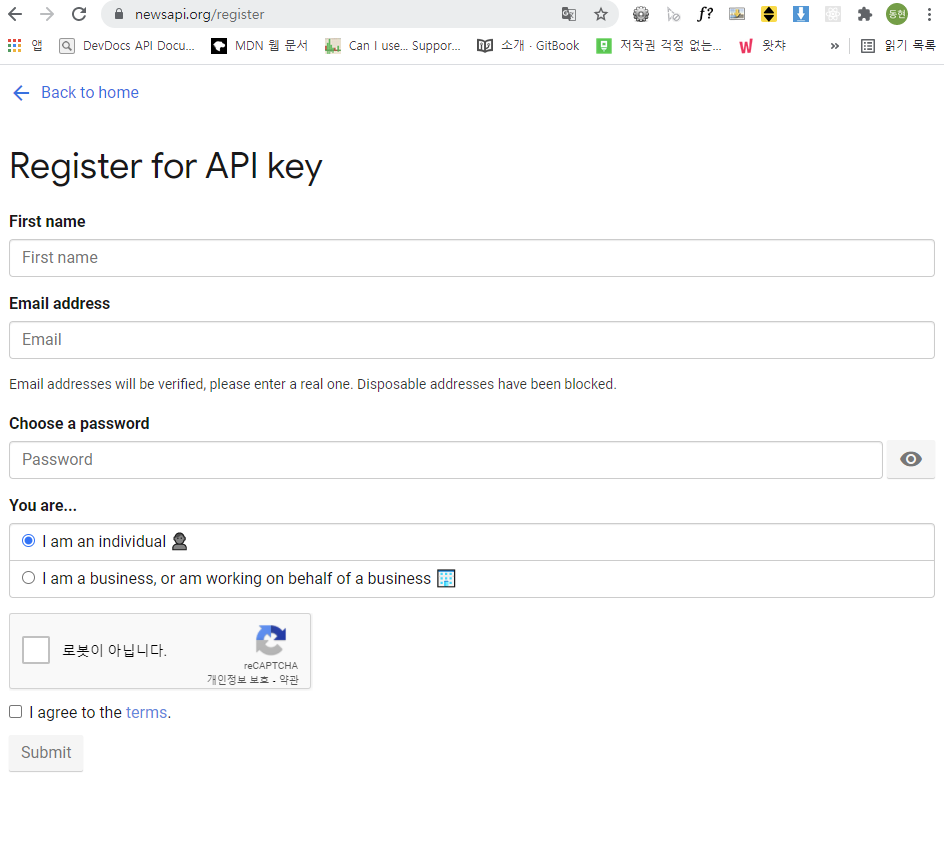 newsapi.org/register
f?
동현
앱
DevDocs API Docu...
MDN 웹 문서
Can I use... Suppor...
소개 · GitBook
저작권 걱정 없는...
W 왓챠
»
읽기 목록
Back to home
Register for API key
First name
First name
Email address
Email
Email addresses will be verified, please enter a real one. Disposable addresses have been blocked.
Choose a password
Password
You are...
I am an individual
I am a business, or am working on behalf of a business
로봇이 아닙니다.
reCAPTCHA
개인정보 보호 - 약관
I agree to the terms.
Submit